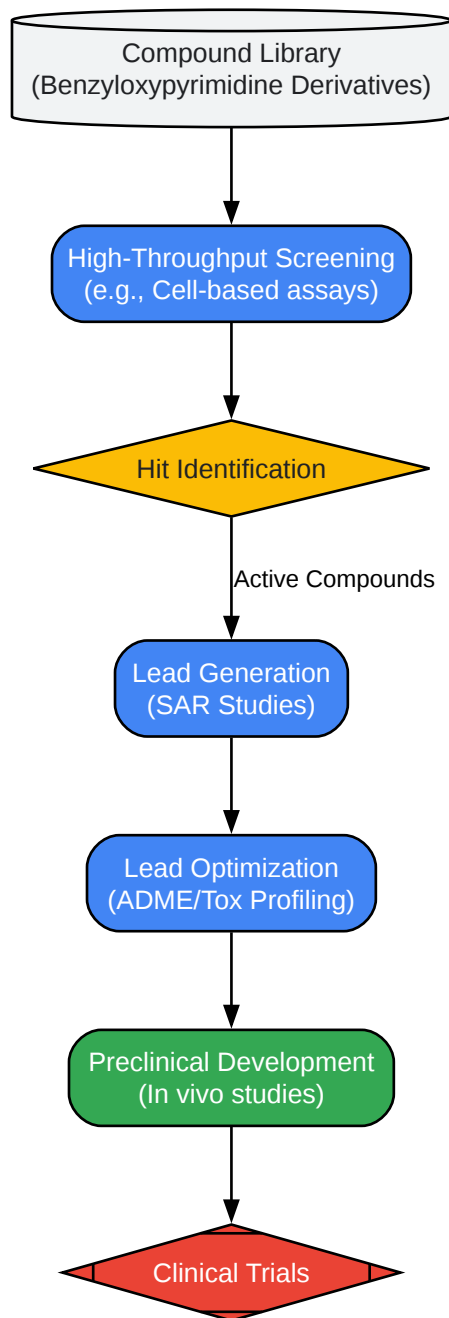 Compound Library
(Benzyloxypyrimidine Derivatives)
High-Throughput Screening
(e.g., Cell-based assays)
Hit Identification
Active Compounds
Lead Generation
(SAR Studies)
Lead Optimization
(ADME/Tox Profiling)
Preclinical Development
(In vivo studies)
Clinical Trials